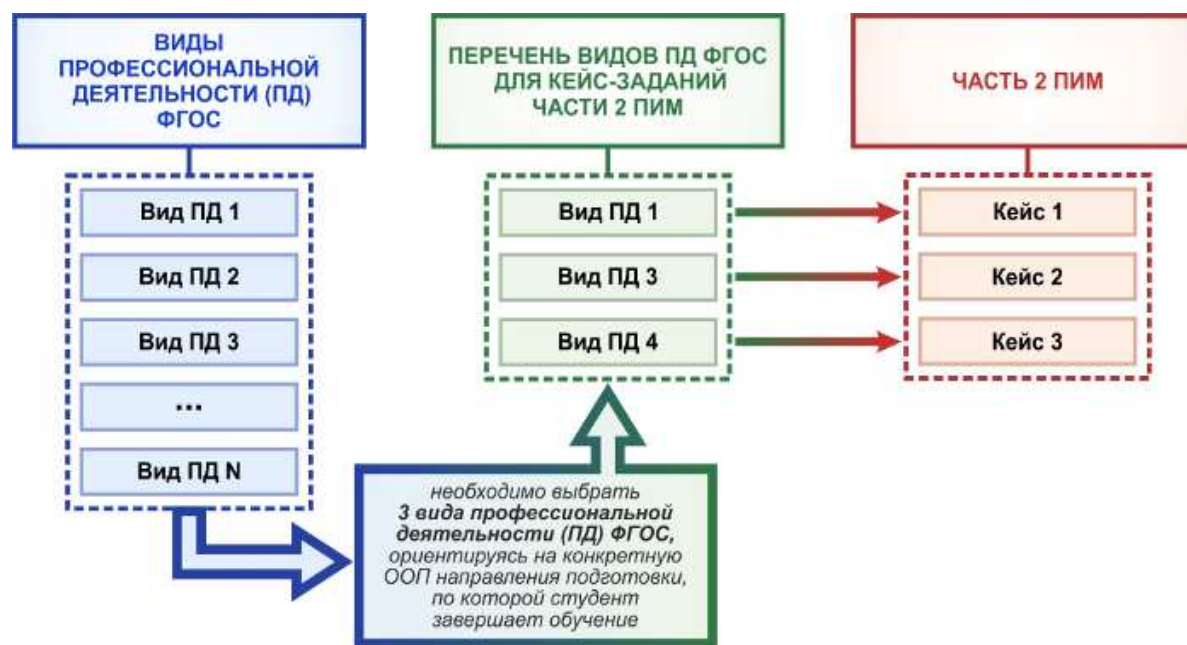 ВИДЫ
ПРОФЕССИОНАЛЬНОЙ
ДЕЯТЕЛЬНОСТИ (ПД)
ФГОС
Вид ПД 1
Вид ПД 2
Вид ПД 3
...
Вид ПД N
необходимо выбрать
3 вида профессиональной
деятельности (ПД) ФГОС,
ориентируясь на конкретную
ООП направления подготовки,
по которой студент
завершает обучение
ПЕРЕЧЕНЬ ВИДОВ ПД ФГОС
ДЛЯ КЕЙС-ЗАДАНИЙ
ЧАСТИ 2 ПИМ
Вид ПД 1
Вид ПД 3
Вид ПД 4
ЧАСТЬ 2 ПИМ
Кейс 1
Кейс 2
Кейс 3